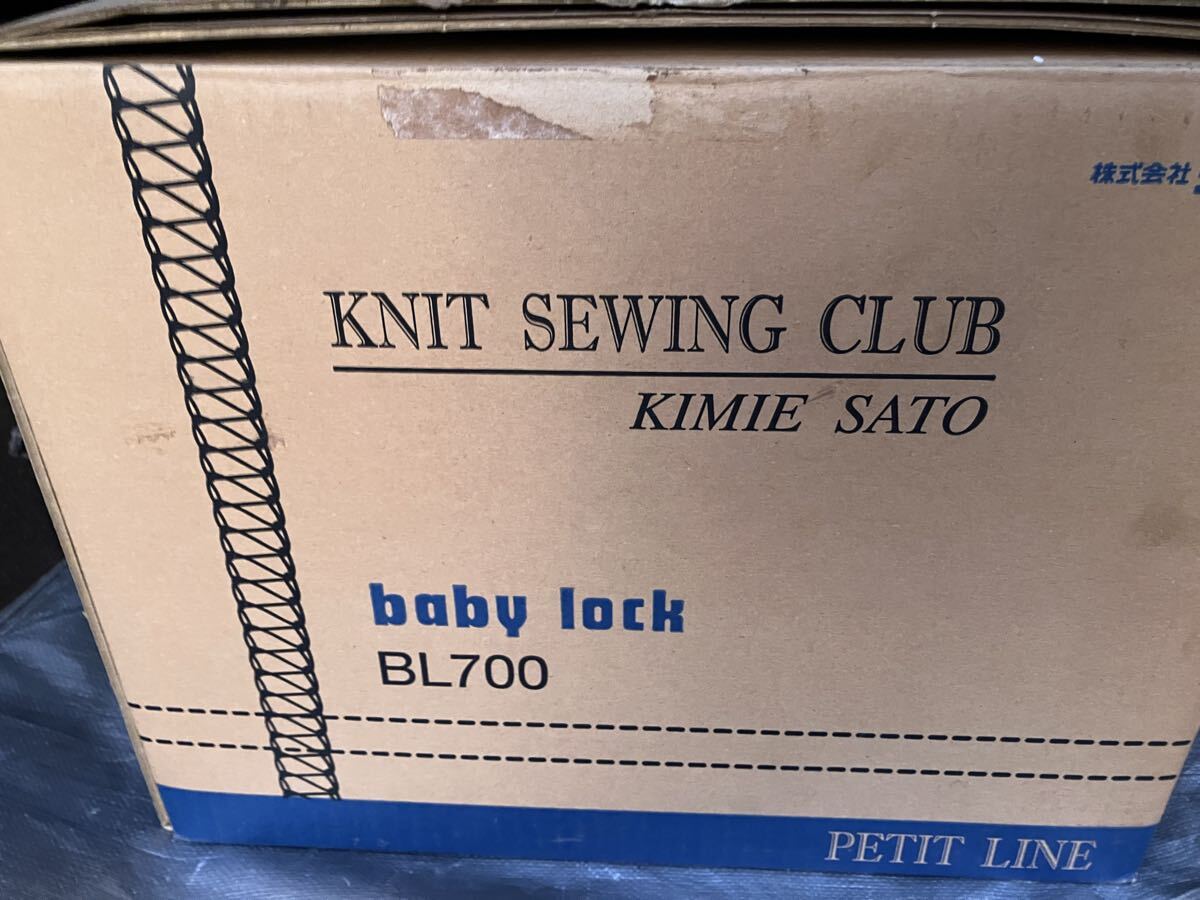 株式会社
KNIT SEWING CLUB
KIMIE SATO
baby lock
BL700
PETIT LINE